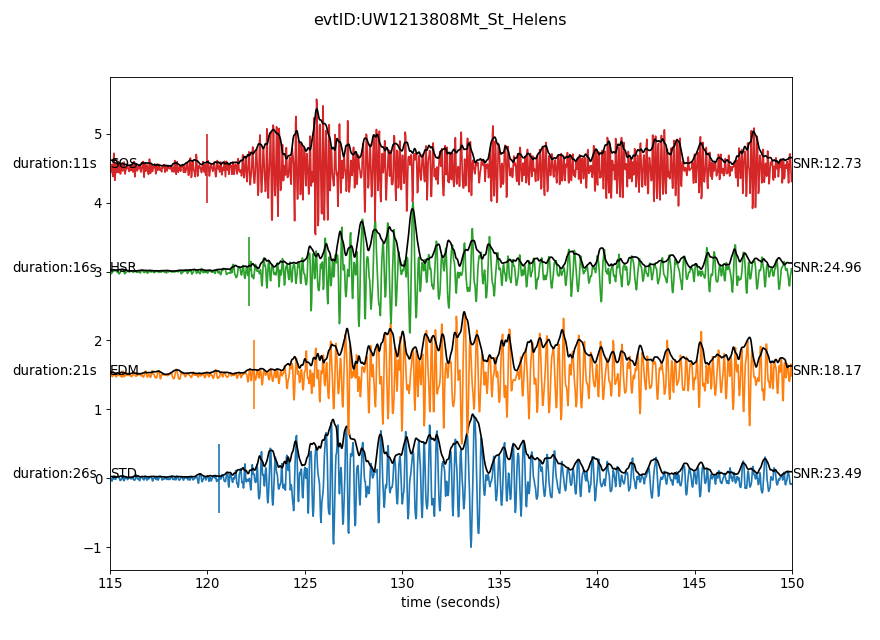 evtID:UW1213808Mt_St_Helens
5
duration:11s SOS SNR:12.73
4
duration:16s HSR SNR:24.96
3
2
duration:21s EDM SNR:18.17
1
duration:26s STD SNR:23.49
0
−1
115 120 125 130 135 140 145 150
time (seconds)